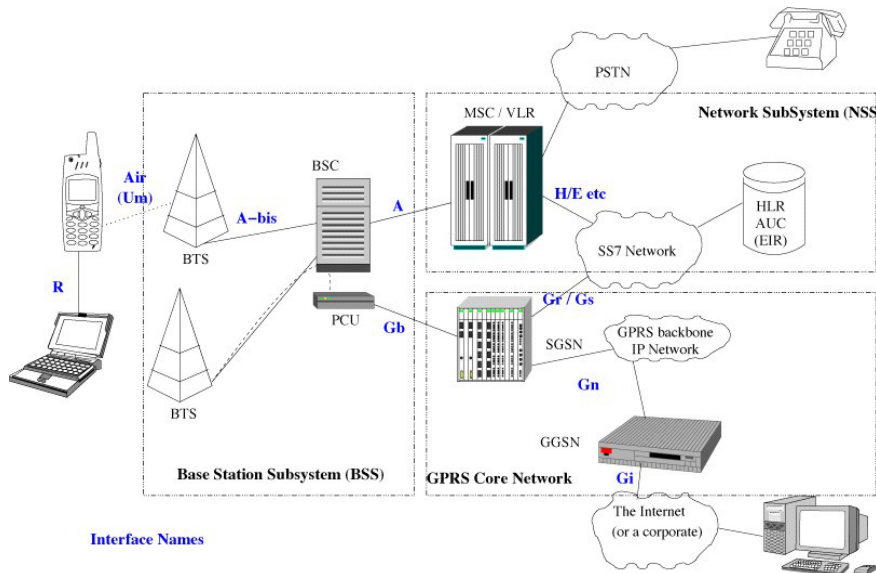 PSTN
MSC / VLR
Network SubSystem (NSS
BSC
Air
(Um)
A-bis
A
H/E etc
HLR
AUC
(EIR)
BTS
SS7 Network
R
Gr / Gs
PCU
Gb
SGSN
GPRS backbone
IP Network
Gn
BTS
GGSN
Base Station Subsystem (BSS)
GPRS Core Network
Gi
The Internet
(or a corporate)
Interface Names